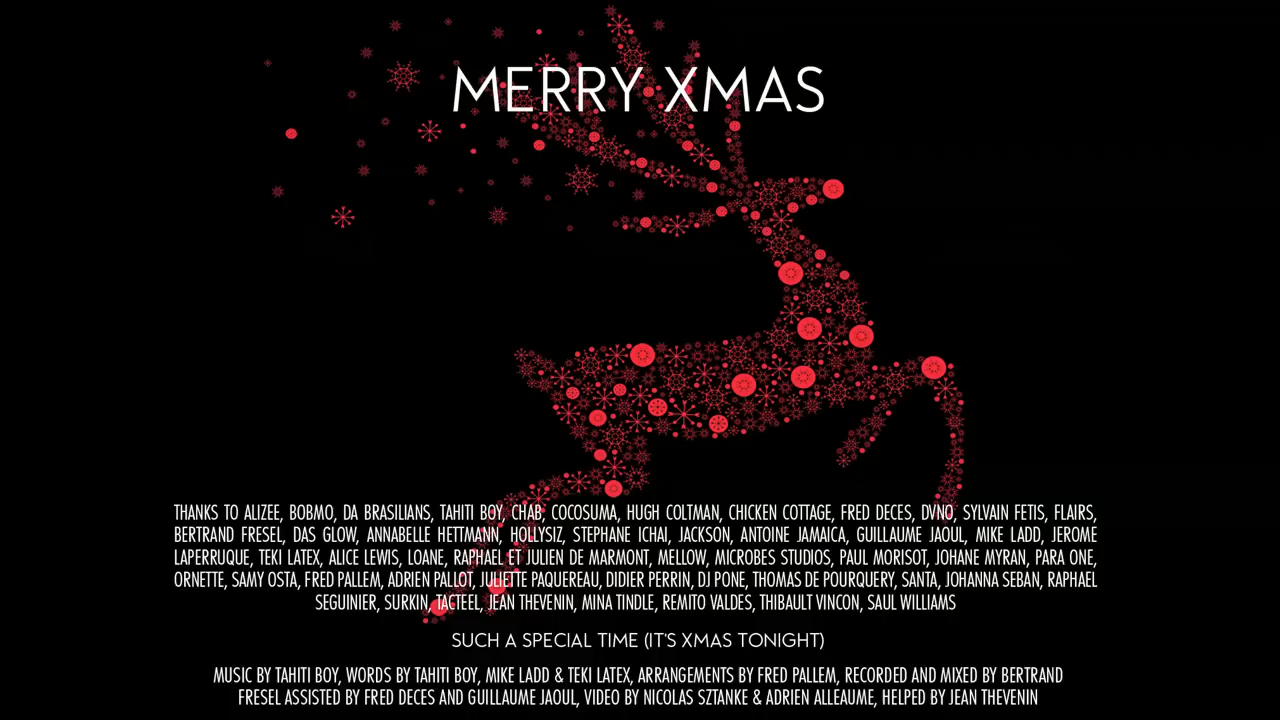 MERRY XMAS
THANKS TO ALIZEE, BOBMO, DA BRASILIANS, TAHITI BOY, CHAB, COCOSUMA, HUGH COLTMAN, CHICKEN COTTAGE, FRED DECES, DVNO, SYLVAIN FETIS, FLAIRS,
BERTRAND FRESEL, DAS GLOW, ANNABELLE HETTMANN, HOLLYSIZ, STEPHANE ICHAI, JACKSON, ANTOINE JAMAICA, GUILLAUME JAOUL, MIKE LADD, JEROME
LAPERRUQUE, TEKI LATEX, ALICE LEWIS, LOANE, RAPHAEL ET JULIEN DE MARMONT, MELLOW, MICROBES STUDIOS, PAUL MORISOT, JOHANE MYRAN, PARA ONE,
ORNETTE, SAMY OSTA, FRED PALLEM, ADRIEN PALLOT, JULIETTE PAQUEREAU, DIDIER PERRIN, DJ PONE, THOMAS DE POURQUERY, SANTA, JOHANNA SEBAN, RAPHAEL
SEGUINIER, SURKIN, TACTEEL, JEAN THEVENIN, MINA TINDLE, REMITO VALDES, THIBAULT VINCON, SAUL WILLIAMS
SUCH A SPECIAL TIME (IT'S XMAS TONIGHT)
MUSIC BY TAHITI BOY, WORDS BY TAHITI BOY, MIKE LADD & TEKI LATEX, ARRANGEMENTS BY FRED PALLEM, RECORDED AND MIXED BY BERTRAND
FRESEL ASSISTED BY FRED DECES AND GUILLAUME JAOUL, VIDEO BY NICOLAS SZTANKE & ADRIEN ALLEAUME, HELPED BY JEAN THEVENIN